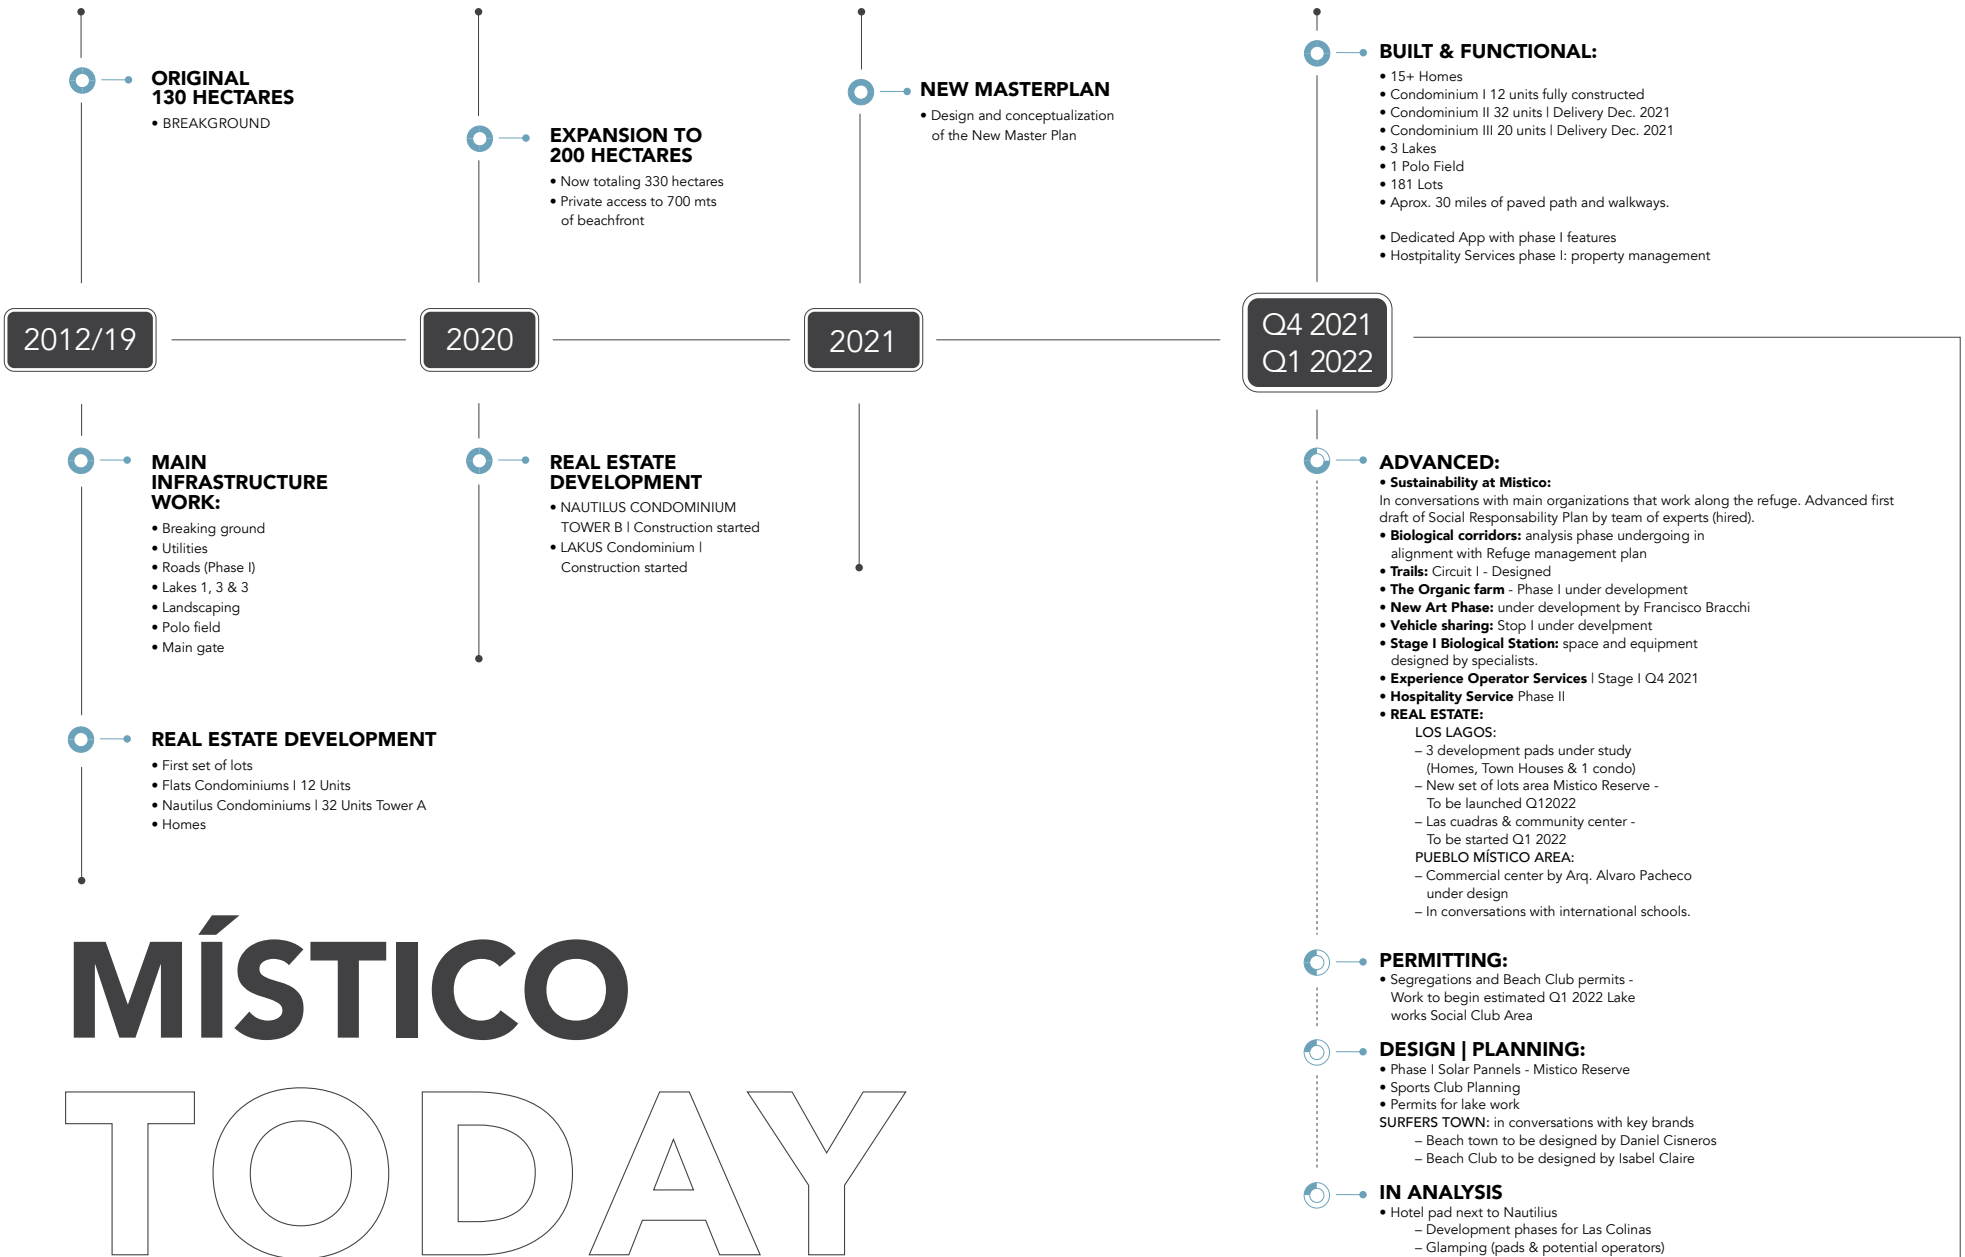 ORIGINAL
130 HECTARES
• BREAKGROUND
EXPANSION TO
200 HECTARES
• Now totaling 330 hectares
• Private access to 700 mts
of beachfront
NEW MASTERPLAN
• Design and conceptualization
of the New Master Plan
BUILT & FUNCTIONAL:
• 15+ Homes
• Condominium I 12 units fully constructed
• Condominium II 32 units | Delivery Dec. 2021
• Condominium III 20 units | Delivery Dec. 2021
• 3 Lakes
• 1 Polo Field
• 181 Lots
• Aprox. 30 miles of paved path and walkways.
• Dedicated App with phase I features
• Hostpitality Services phase I: property management
2012/19
2020
2021
Q4 2021
Q1 2022
MAIN
INFRASTRUCTURE
WORK:
• Breaking ground
• Utilities
• Roads (Phase I)
• Lakes 1, 3 & 3
• Landscaping
• Polo field
• Main gate
REAL ESTATE DEVELOPMENT
• First set of lots
• Flats Condominiums | 12 Units
• Nautilus Condominiums | 32 Units Tower A
• Homes
REAL ESTATE
DEVELOPMENT
• NAUTILUS CONDOMINIUM
TOWER B | Construction started
• LAKUS Condominium |
Construction started
ADVANCED:
• Sustainability at Mistico:
In conversations with main organizations that work along the refuge. Advanced first
draft of Social Responsability Plan by team of experts (hired).
• Biological corridors: analysis phase undergoing in
alignment with Refuge management plan
• Trails: Circuit I - Designed
• The Organic farm - Phase I under development
• New Art Phase: under development by Francisco Bracchi
• Vehicle sharing: Stop I under develpment
• Stage I Biological Station: space and equipment
designed by specialists.
• Experience Operator Services | Stage I Q4 2021
• Hospitality Service Phase II
• REAL ESTATE:
LOS LAGOS:
– 3 development pads under study
(Homes, Town Houses & 1 condo)
– New set of lots area Mistico Reserve -
To be launched Q12022
– Las cuadras & community center -
To be started Q1 2022
PUEBLO MÍSTICO AREA:
– Commercial center by Arq. Alvaro Pacheco
under design
– In conversations with international schools.
PERMITTING:
• Segregations and Beach Club permits -
Work to begin estimated Q1 2022 Lake
works Social Club Area
DESIGN | PLANNING:
• Phase I Solar Pannels - Mistico Reserve
• Sports Club Planning
• Permits for lake work
SURFERS TOWN: in conversations with key brands
– Beach town to be designed by Daniel Cisneros
– Beach Club to be designed by Isabel Claire
IN ANALYSIS
• Hotel pad next to Nautilius
– Development phases for Las Colinas
– Glamping (pads & potential operators)
MÍSTICO
TODAY